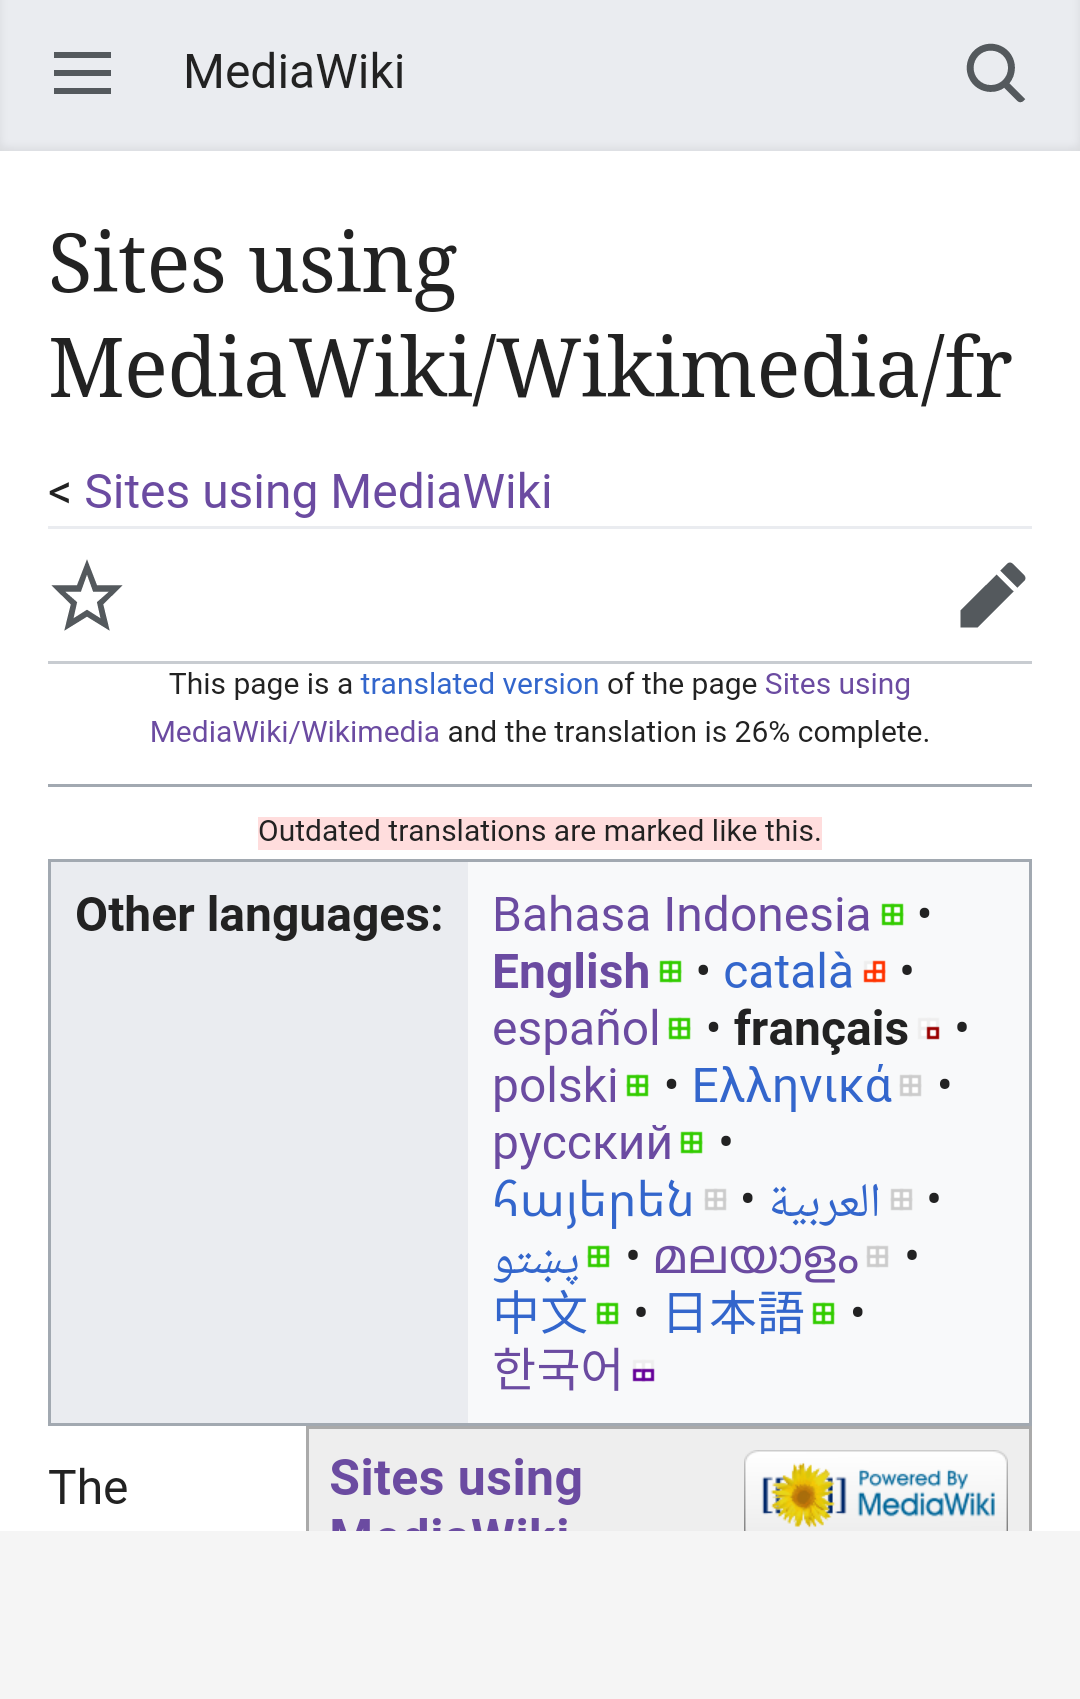 MediaWiki
Sites using
MediaWiki/Wikimedia/fr
< Sites using MediaWiki
This page is a translated version of the page Sites using
MediaWiki/Wikimedia and the translation is 26% complete.
Outdated translations are marked like this.
Other languages:
Bahasa Indonesia •
English • català •
español • français •
polski • Ελληνικά •
русский •
հայերեն • العربية •
پښتو • മലയാളം •
中文 • 日本語 •
한국어
The
Sites using
MediaWiki
Powered By
MediaWiki